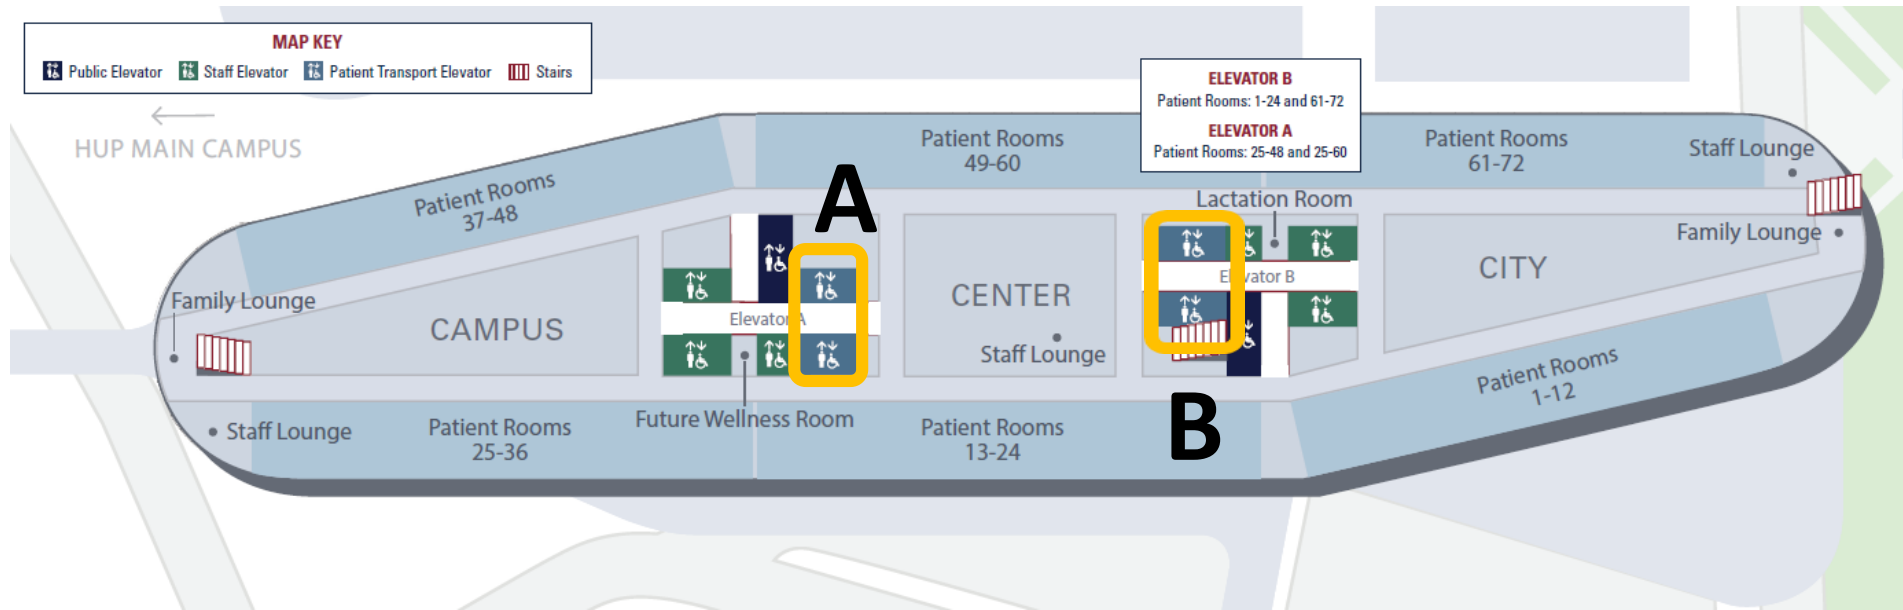 MAP KEY
Public Elevator
Staff Elevator
Patient Transport Elevator
Stairs
HUP MAIN CAMPUS
ELEVATOR B
Patient Rooms: 1-24 and 61-72
ELEVATOR A
Patient Rooms: 25-48 and 25-60
Patient Rooms
37-48
Patient Rooms
49-60
Patient Rooms
61-72
Staff Lounge
Family Lounge
Lactation Room
A
Family Lounge
CAMPUS
Elevator A
CENTER
Staff Lounge
Elevator B
CITY
B
Staff Lounge
Patient Rooms
25-36
Future Wellness Room
Patient Rooms
13-24
Patient Rooms
1-12